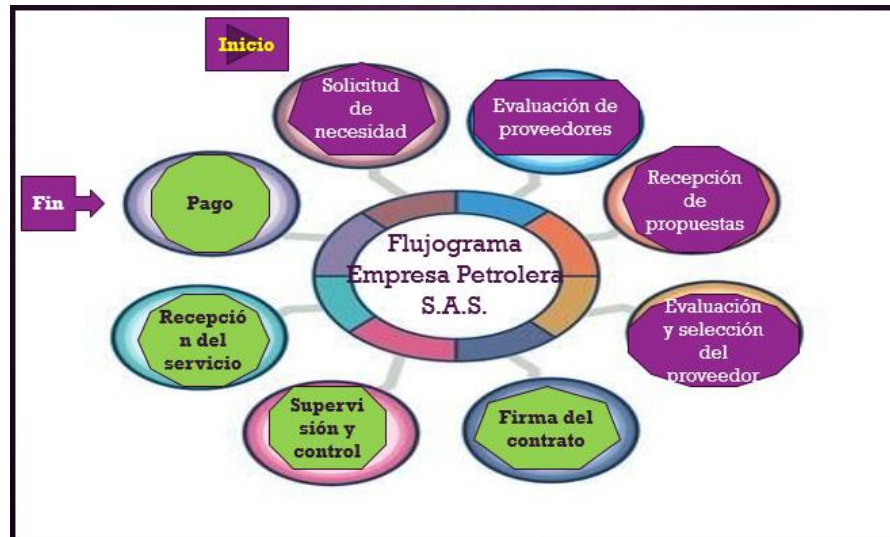 Inicio
Solicitud
de
necesidad
Evaluación de
proveedores
Recepción
de
propuestas
Evaluación
y selección
del
proveedor
Firma del
contrato
Supervi
sión y
control
Recepció
n del
servicio
Pago
Fin
Flujograma
Empresa Petrolera
S.A.S.